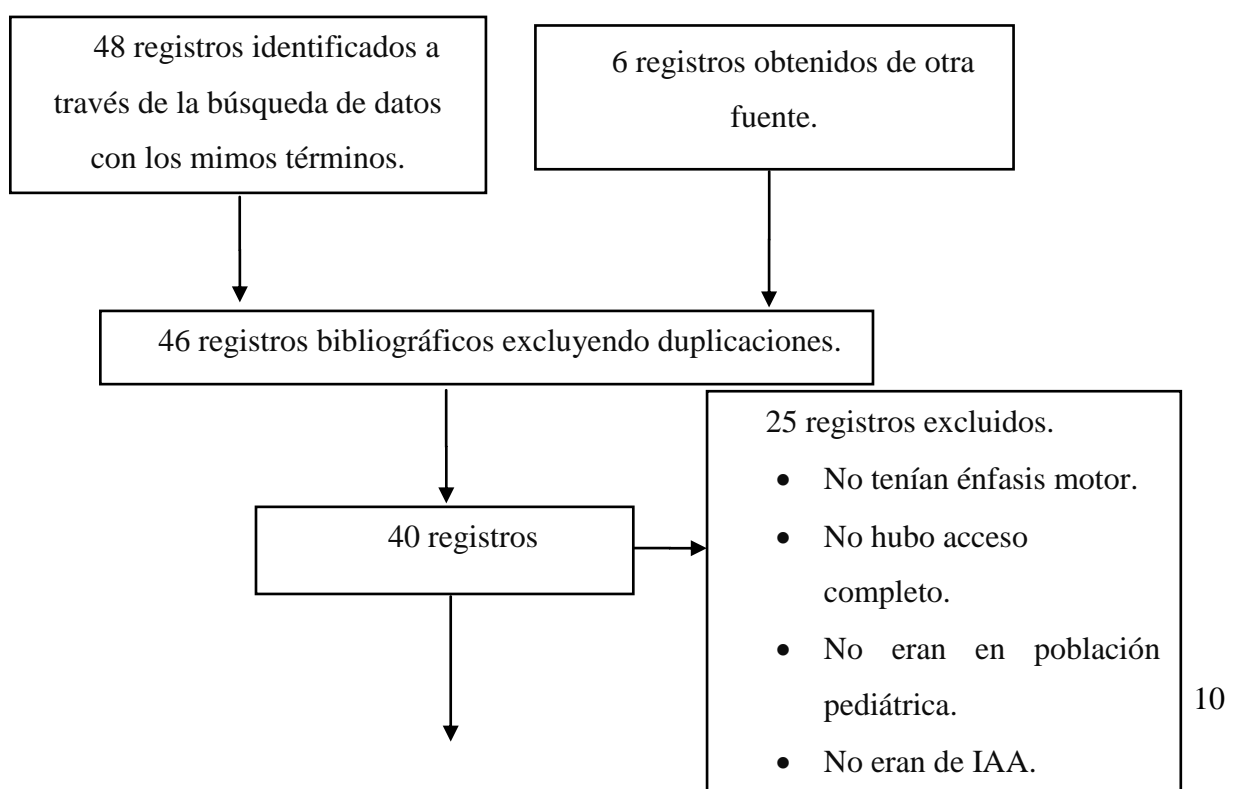 48 registros identificados a
través de la búsqueda de datos
con los mimos términos.
6 registros obtenidos de otra
fuente.
46 registros bibliográficos excluyendo duplicaciones.
40 registros
25 registros excluidos.
• No tenían énfasis motor.
• No hubo acceso
completo.
• No eran en población
pediátrica.
• No eran de IAA.
10